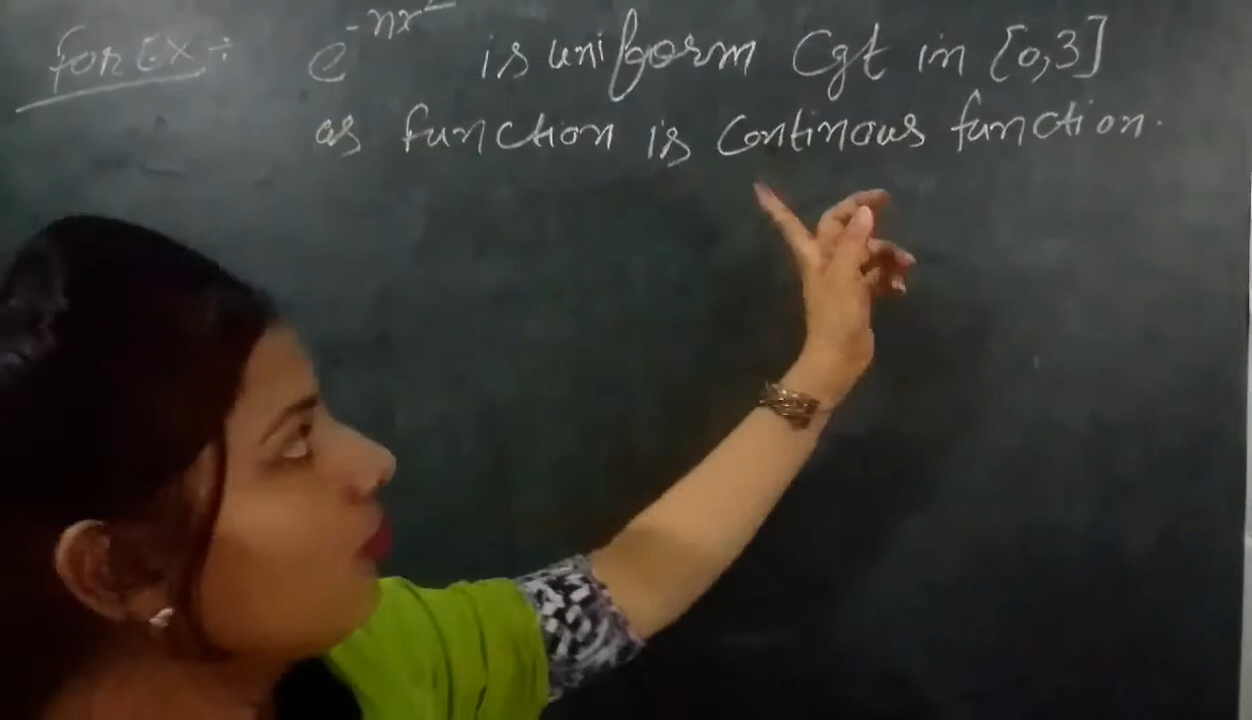 For EX ÷ e^-nx² is uniform Cgt in [0,3]
as function is continous function.